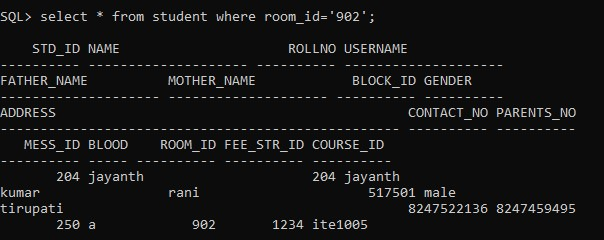 SQL> select * from student where room_id='902';
STD_ID NAME ROLLNO USERNAME
---------- -------------------- ---------- --------------------
FATHER_NAME MOTHER_NAME BLOCK_ID GENDER
-------------------- -------------------- ---------- ----------
ADDRESS CONTACT_NO PARENTS_NO
-------------------------------------------------- ---------- ----------
MESS_ID BLOOD ROOM_ID FEE_STR_ID COURSE_ID
---------- ----- ---------- ---------- ----------
204 jayanth 204 jayanth
kumar rani 517501 male
tirupati 8247522136 8247459495
250 a 902 1234 ite1005